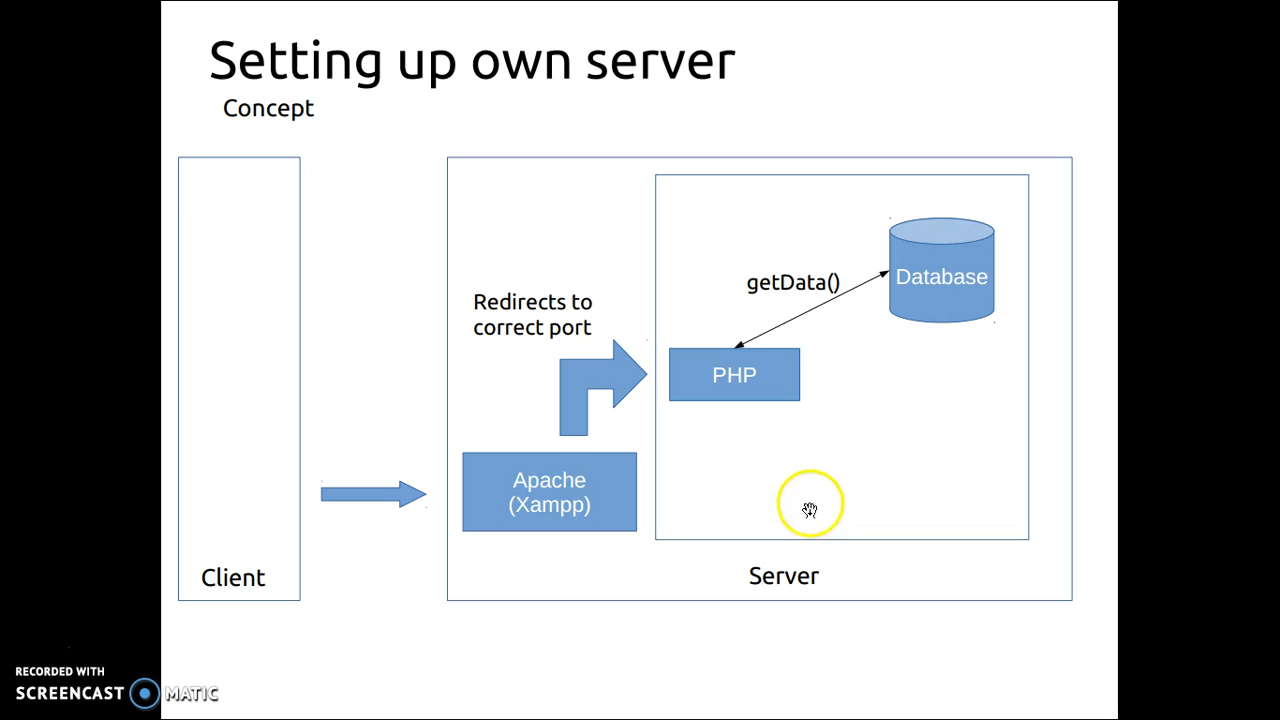 Setting up own server
Concept
Redirects to
correct port
getData()
Database
PHP
Apache
(Xampp)
Client
Server
RECORDED WITH
SCREENCAST MATIC